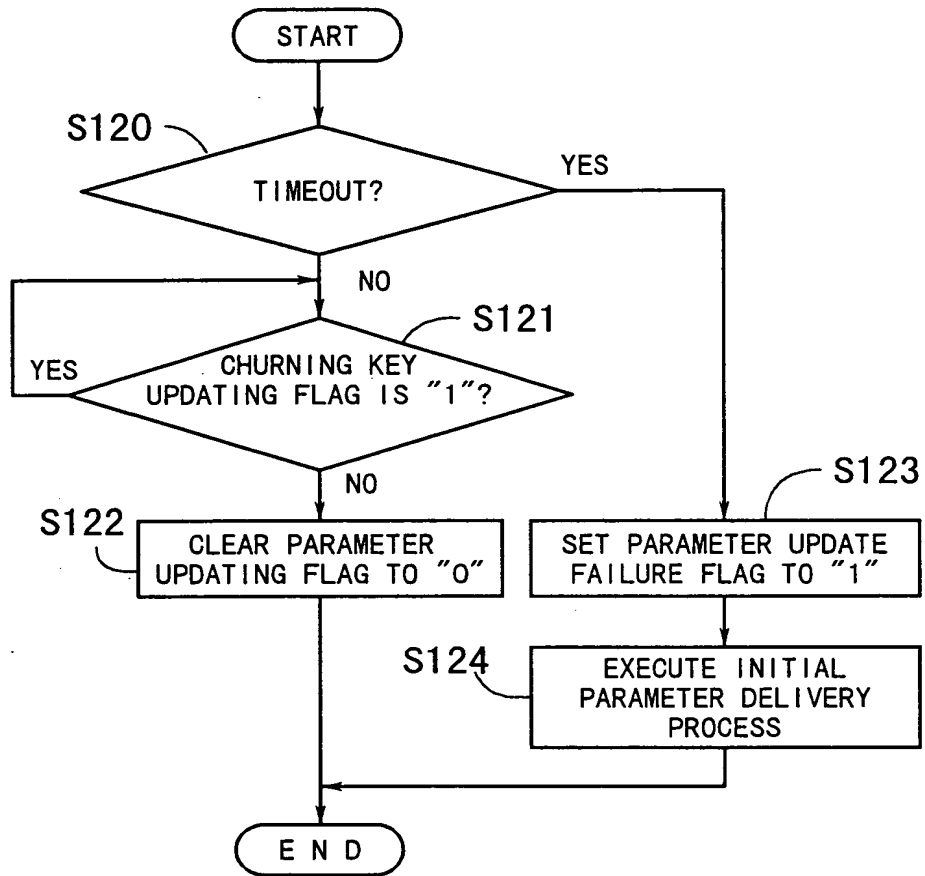 START
S120
TIMEOUT?
YES
NO
S121
CHURNING KEY
UPDATING FLAG IS "1"?
YES
NO
S122
CLEAR PARAMETER
UPDATING FLAG TO "0"
S123
SET PARAMETER UPDATE
FAILURE FLAG TO "1"
S124
EXECUTE INITIAL
PARAMETER DELIVERY
PROCESS
END